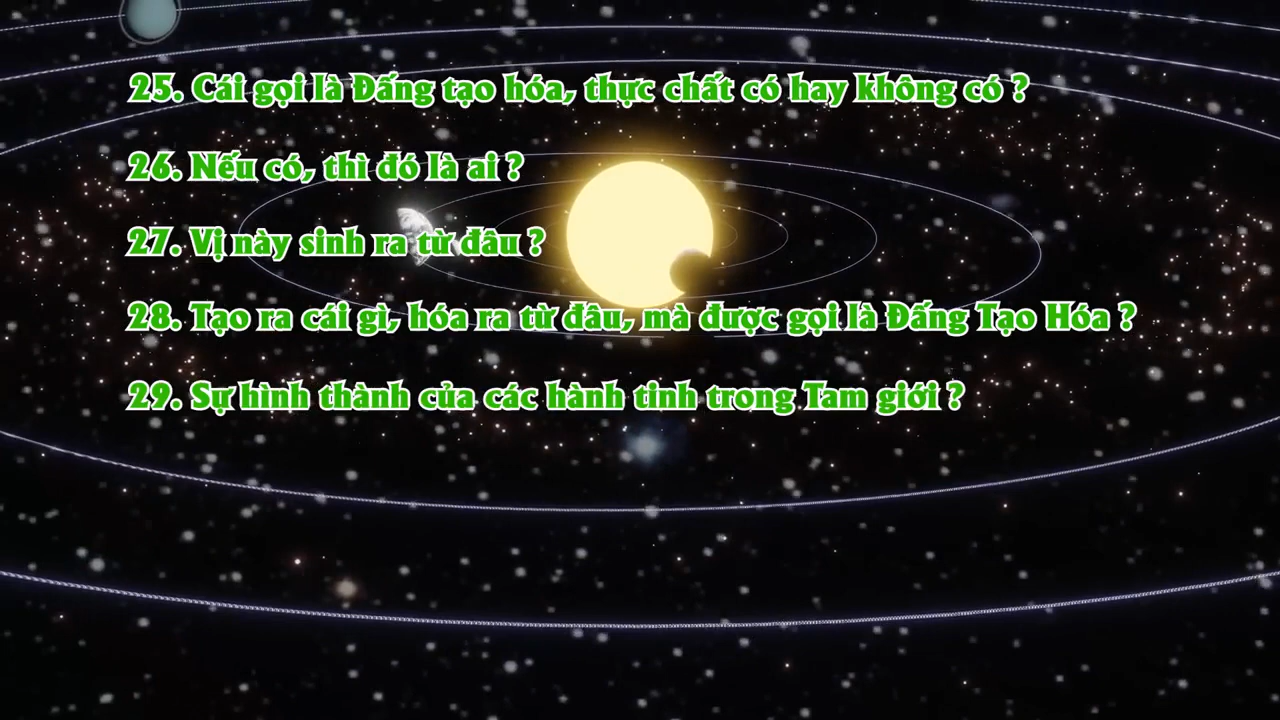 25. Cái gọi là Đấng tạo hóa, thực chất có hay không có ?
26. Nếu có, thì đó là ai ?
27. Vị này sinh ra từ đâu ?
28. Tạo ra cái gì, hóa ra từ đâu, mà được gọi là Đấng Tạo Hóa ?
29. Sự hình thành của các hành tinh trong Tam giới ?